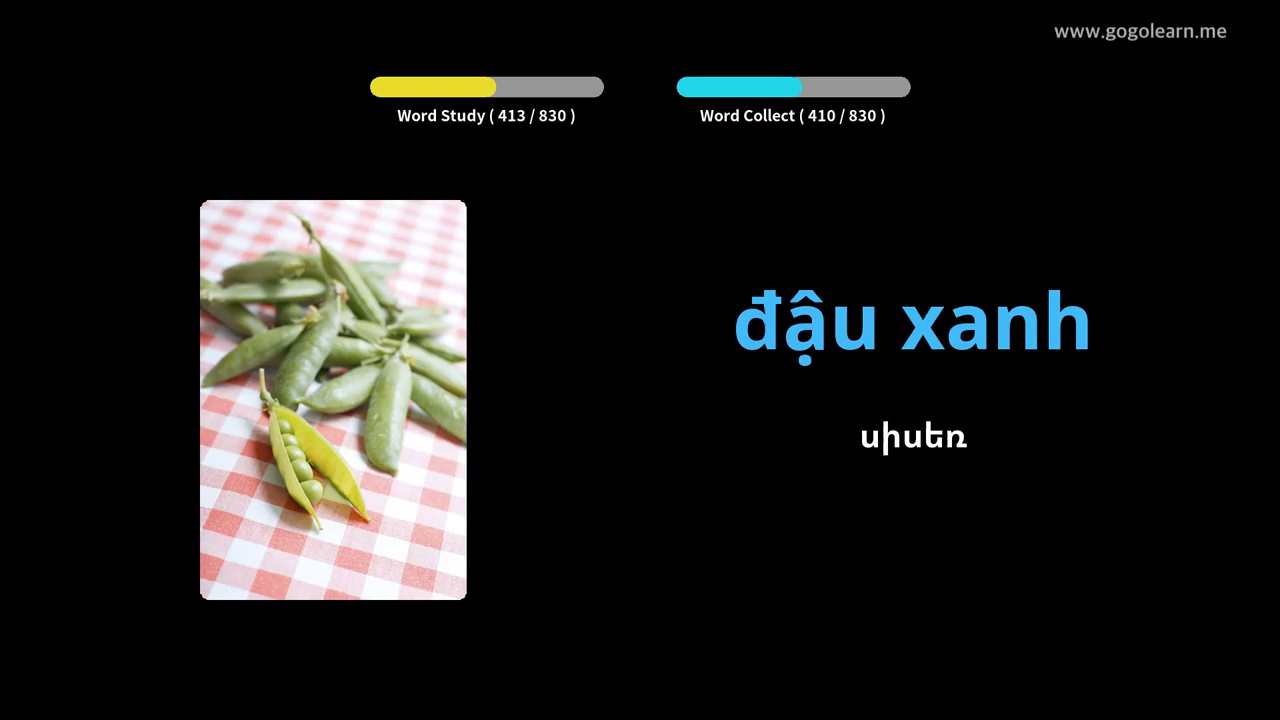 www.gogolearn.me
Word Study ( 413 / 830 )
Word Collect ( 410 / 830 )
đậu xanh
սիսեռ